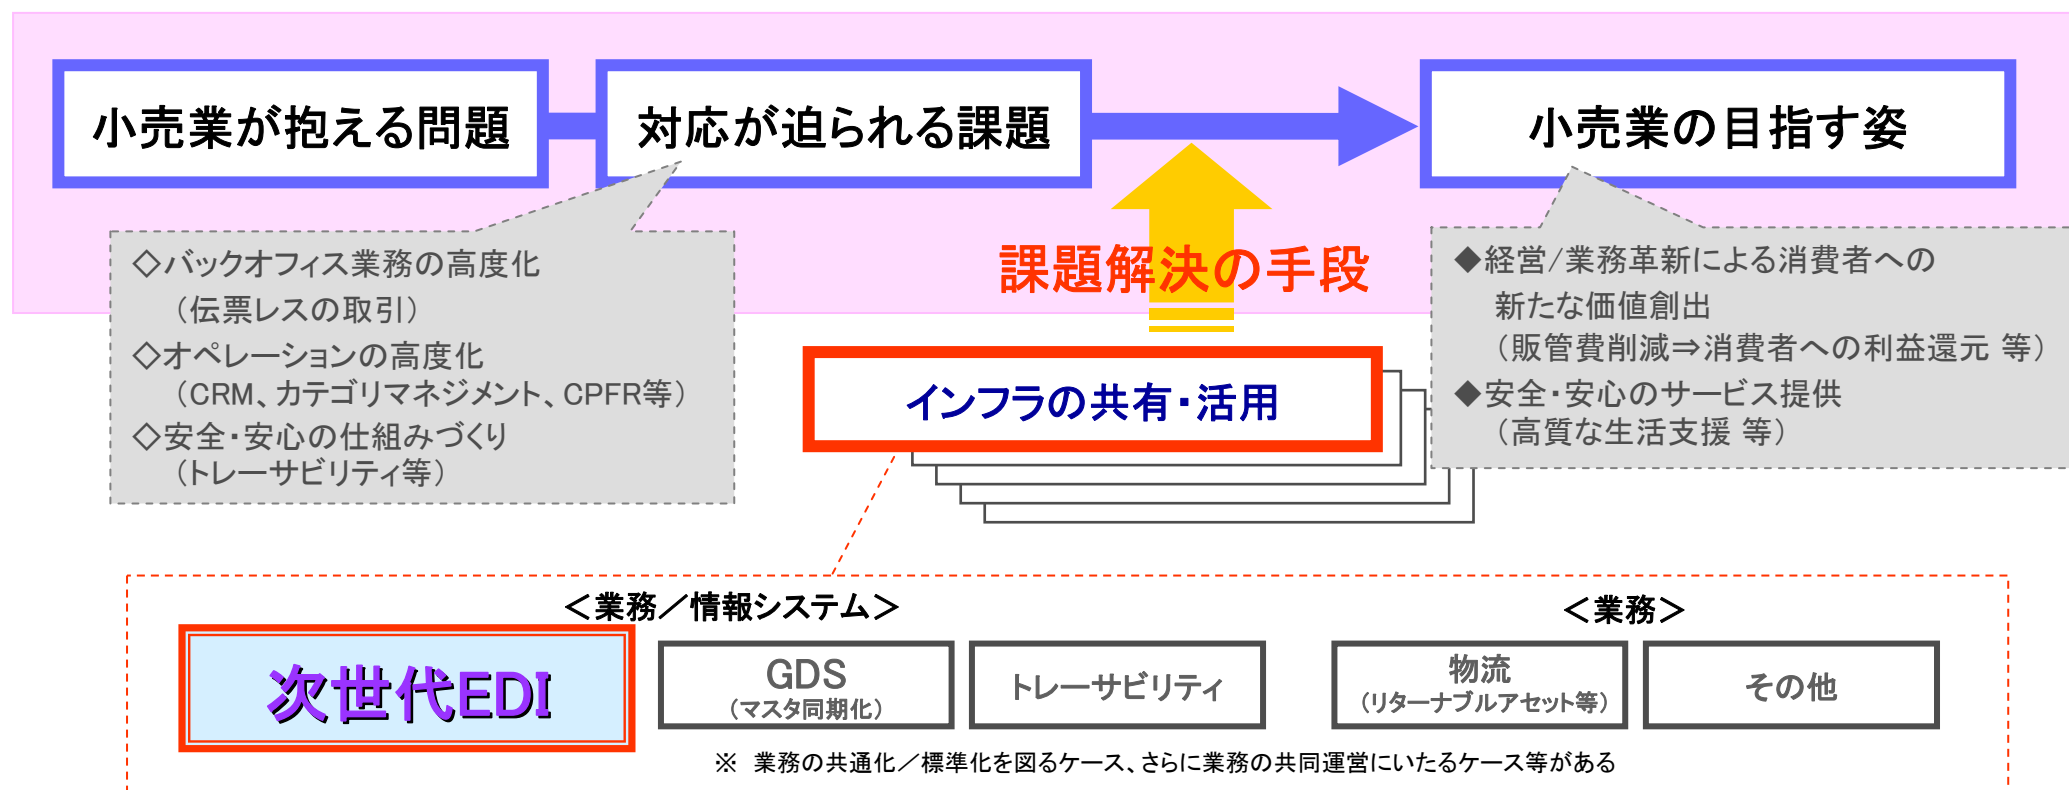 小売業が抱える問題
対応が迫られる課題
小売業の目指す姿
◇バックオフィス業務の高度化
（伝票レスの取引）
◇オペレーションの高度化
（CRM、カテゴリマネジメント、CPFR等）
◇安全・安心の仕組みづくり
（トレーサビリティ等）
課題解決の手段
◆経営/業務革新による消費者への
新たな価値創出
（販管費削減⇒消費者への利益還元 等）
◆安全・安心のサービス提供
（高質な生活支援 等）
インフラの共有・活用
＜業務／情報システム＞
＜業務＞
次世代EDI
GDS
（マスタ同期化）
トレーサビリティ
物流
（リターナブルアセット等）
その他
※ 業務の共通化／標準化を図るケース、さらに業務の共同運営にいたるケース等がある